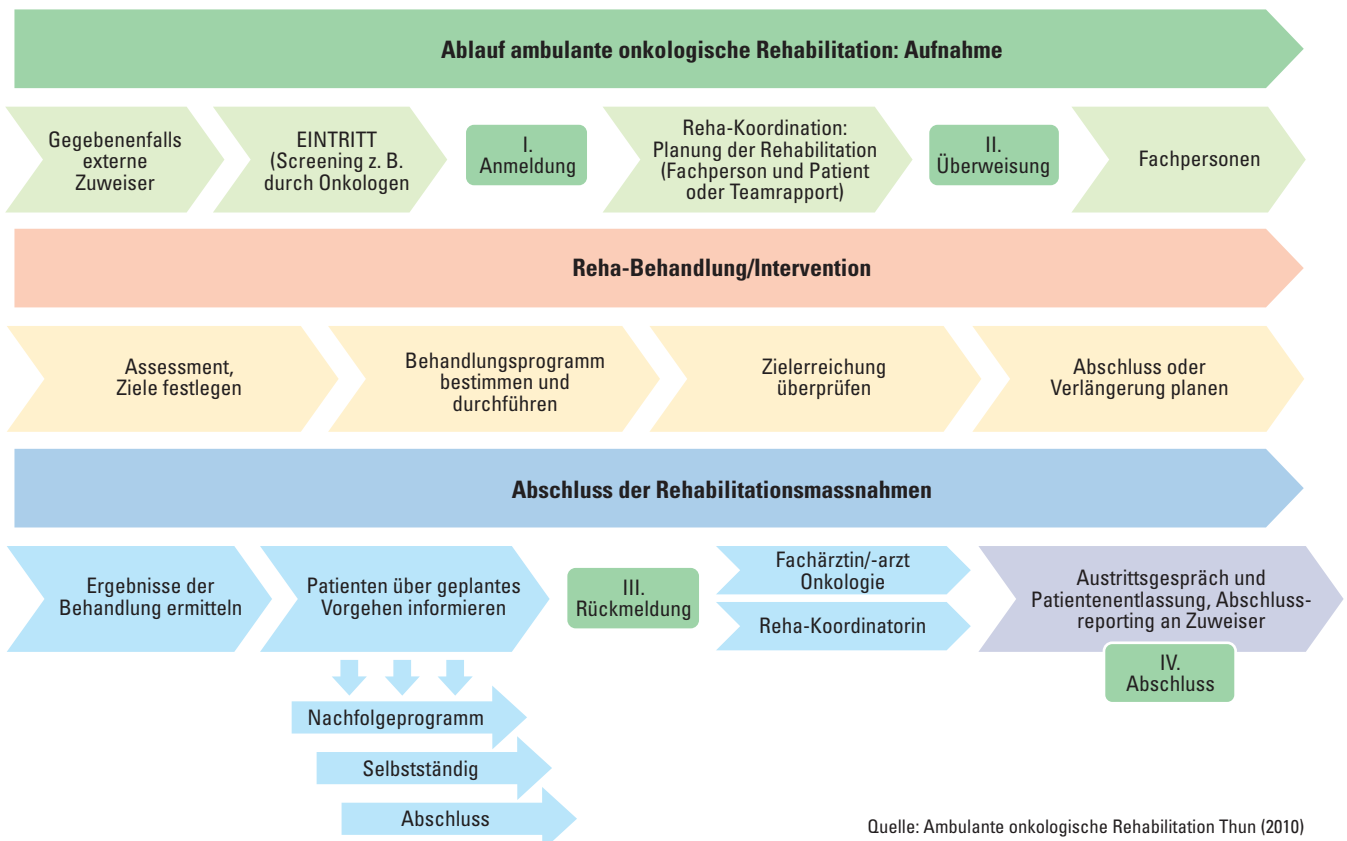 Ablauf ambulante onkologische Rehabilitation: Aufnahme
Gegebenenfalls
externe
Zuweiser
EINTRITT
(Screening z. B.
durch Onkologen
I.
Anmeldung
Reha-Koordination:
Planung der Rehabilitation
(Fachperson und Patient
oder Teamrapport)
II.
Überweisung
Fachpersonen
Reha-Behandlung/Intervention
Assessment,
Ziele festlegen
Behandlungsprogramm
bestimmen und
durchführen
Zielerreichung
überprüfen
Abschluss oder
Verlängerung planen
Abschluss der Rehabilitationsmassnahmen
Ergebnisse der
Behandlung ermitteln
Patienten über geplantes
Vorgehen informieren
III.
Rückmeldung
Fachärztin/-arzt
Onkologie
Reha-Koordinatorin
Austrittsgespräch und
Patientenentlassung, Abschluss-
reporting an Zuweiser
IV.
Abschluss
Nachfolgeprogramm
Selbstständig
Abschluss
Quelle: Ambulante onkologische Rehabilitation Thun (2010)